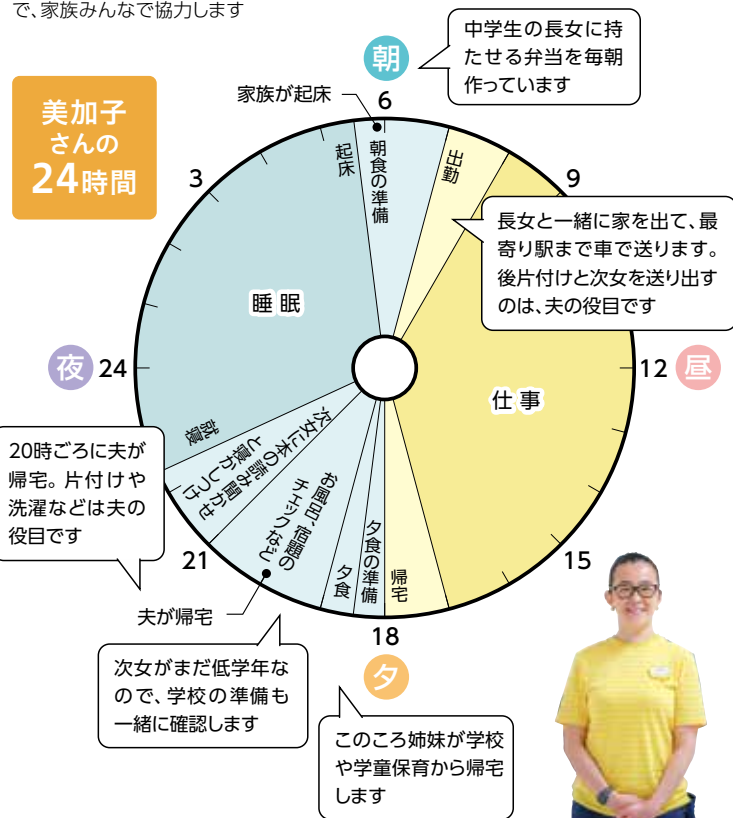 で、家族みんなで協力します
美加子
さんの
24時間
朝
中学生の長女に持
たせる弁当を毎朝
作っています
家族が起床
6
起床
朝食の準備
出勤
3
9
長女と一緒に家を出て、最
寄り駅まで車で送ります。
後片付けと次女を送り出す
のは、夫の役目です
睡眠
夜
24
12
昼
仕事
就寝
20時ごろに夫が
帰宅。片付けや
洗濯などは夫の
役目です
次女に本の読み聞かせ
と寝かしつけ
お風呂、宿題の
チェックなど
夕食
夕食の準備
帰宅
21
15
夫が帰宅
18
夕
次女がまだ低学年な
ので、学校の準備も
一緒に確認します
このころ姉妹が学校
や学童保育から帰宅
します